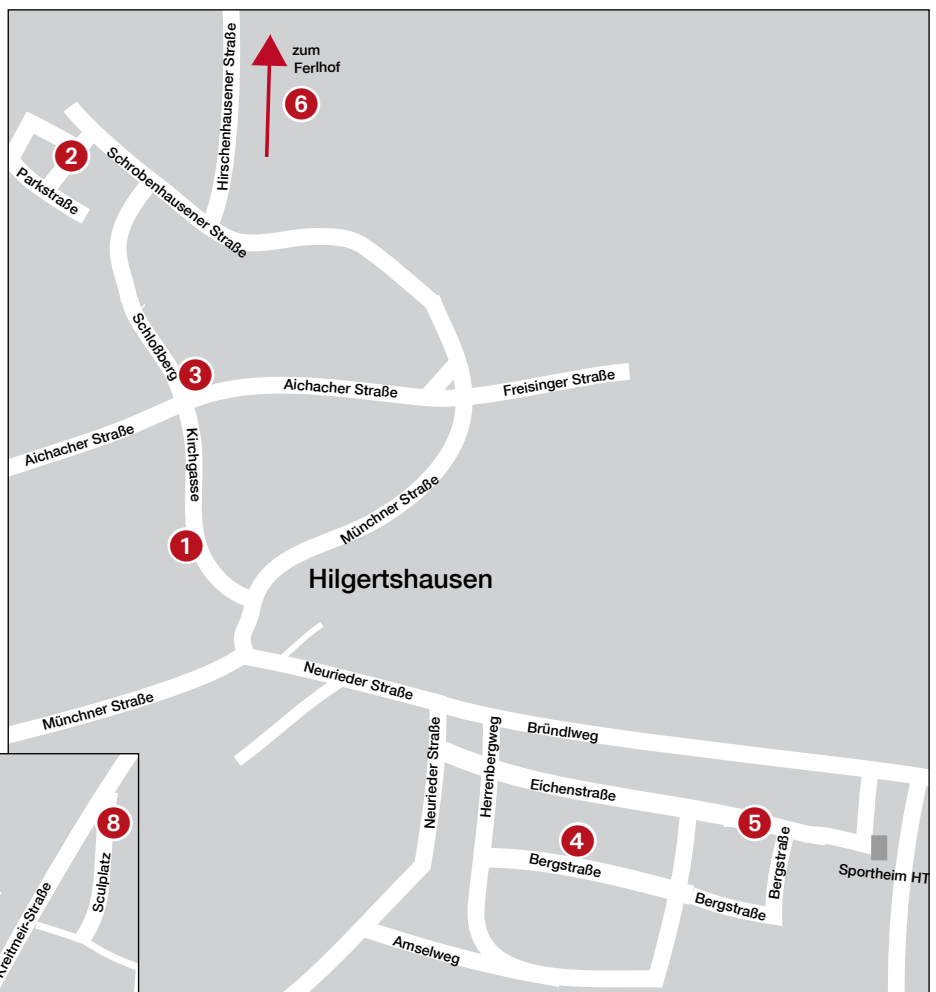 Hirschenhausener Straße
zum
Ferlhof
6
2
Schrobenhausener Straße
Parkstraße
Schloßberg
3
Aichacher Straße
Freisinger Straße
Aichacher Straße
Kirchgasse
Münchner Straße
1
Hilgertshausen
Neurieder Straße
Münchner Straße
Neurieder Straße
Herrenbergweg
Bründlweg
Eichenstraße
8
5
4
Bergstraße
Bergstraße
Sportheim HT
Sculplatz
Bergstraße
Kreitmeir-Straße
Amselweg